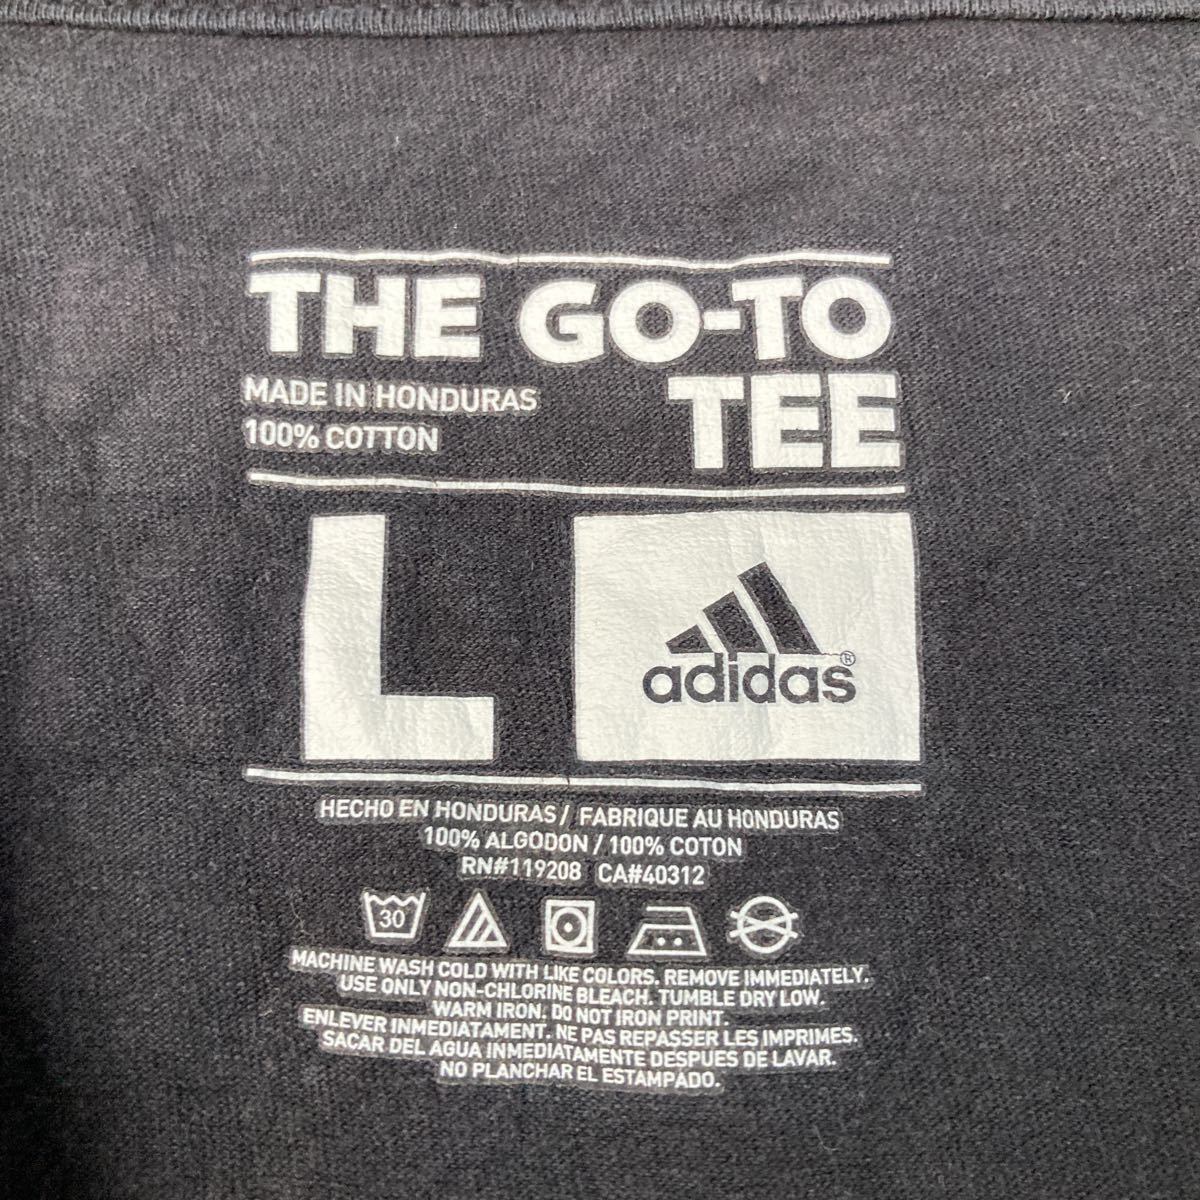 THE GO-TO
TEE
MADE IN HONDURAS
100% COTTON
L
adidas®
HECHO EN HONDURAS / FABRIQUE AU HONDURAS
100% ALGODON / 100% COTON
RN#119208 CA#40312
30
MACHINE WASH COLD WITH LIKE COLORS. REMOVE IMMEDIATELY.
USE ONLY NON-CHLORINE BLEACH. TUMBLE DRY LOW.
WARM IRON. DO NOT IRON PRINT.
ENLEVER IMMEDIATAMENT. NE PAS REPASSER LES IMPRIMES.
SACAR DEL AGUA INMEDIATAMENTE DESPUES DE LAVAR.
NO PLANCHAR EL ESTAMPADO.